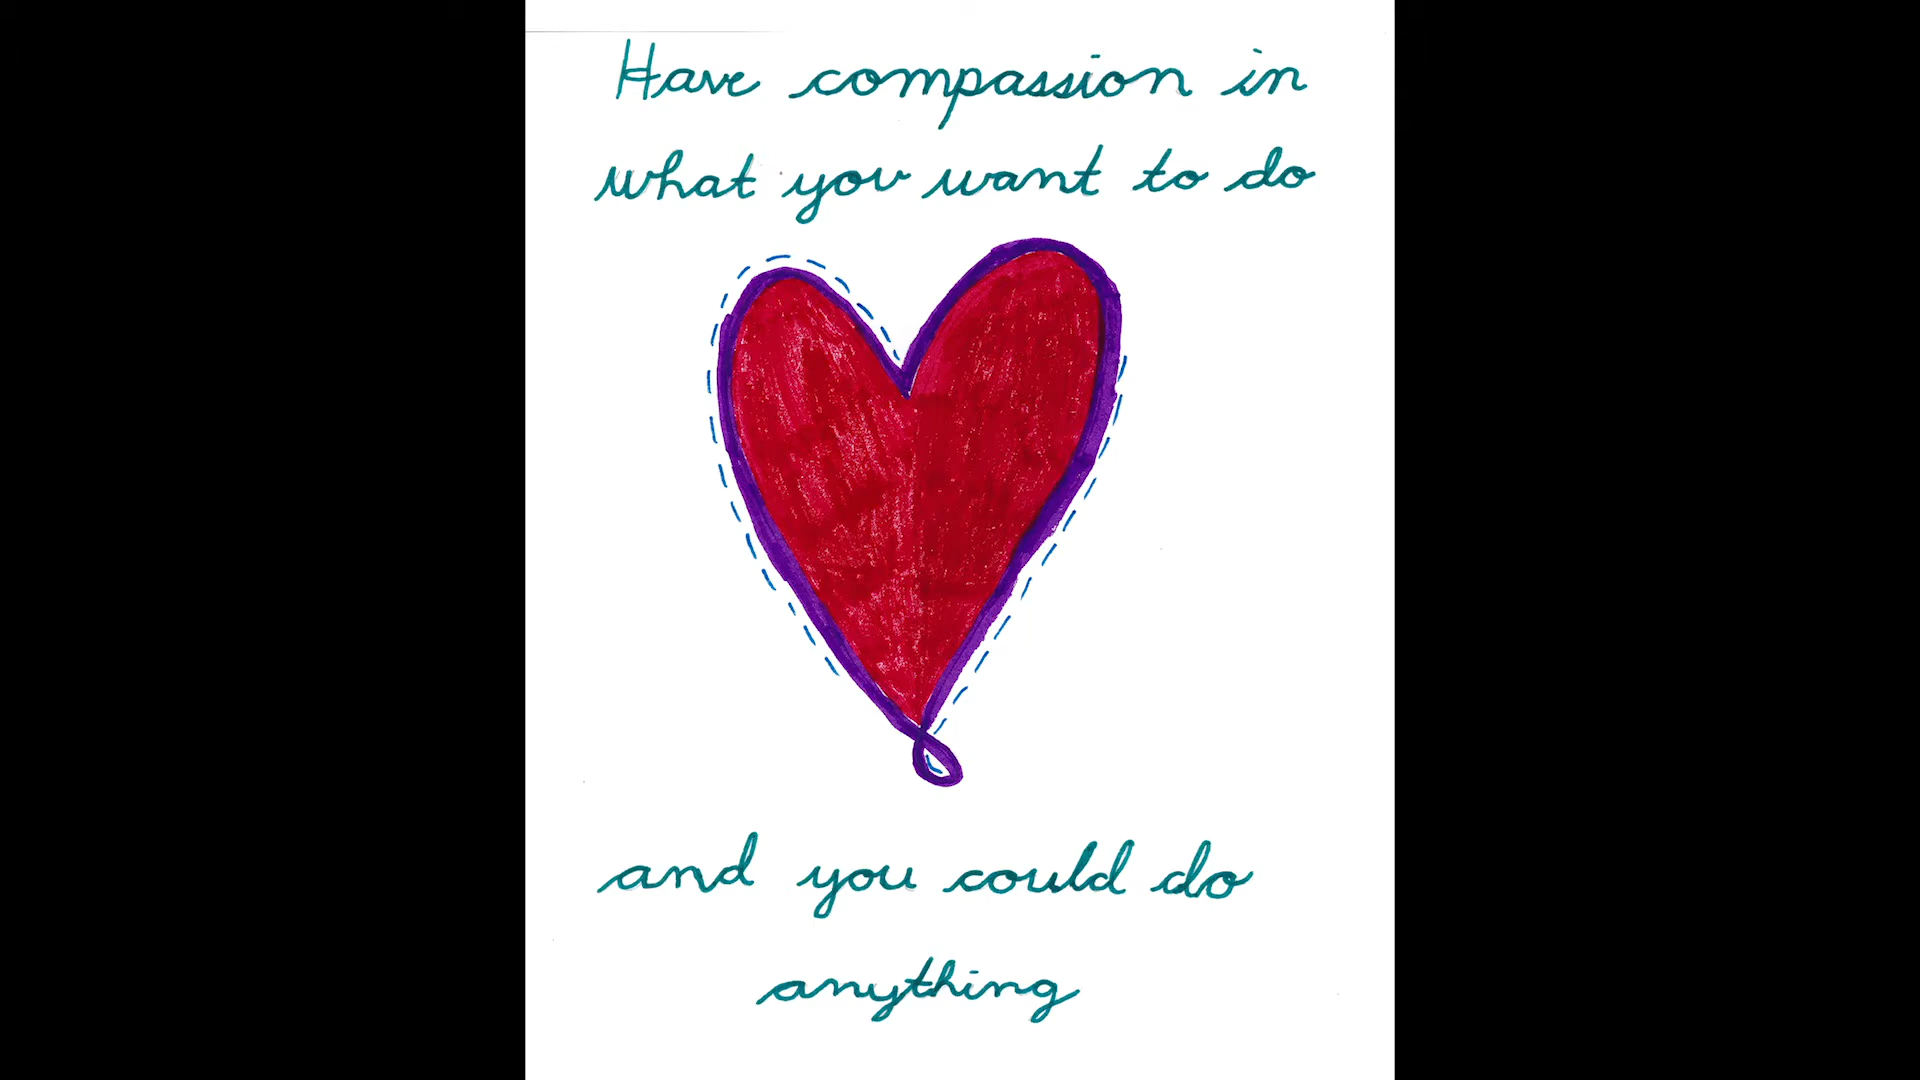 Have compassion in
what you want to do
and you could do
anything